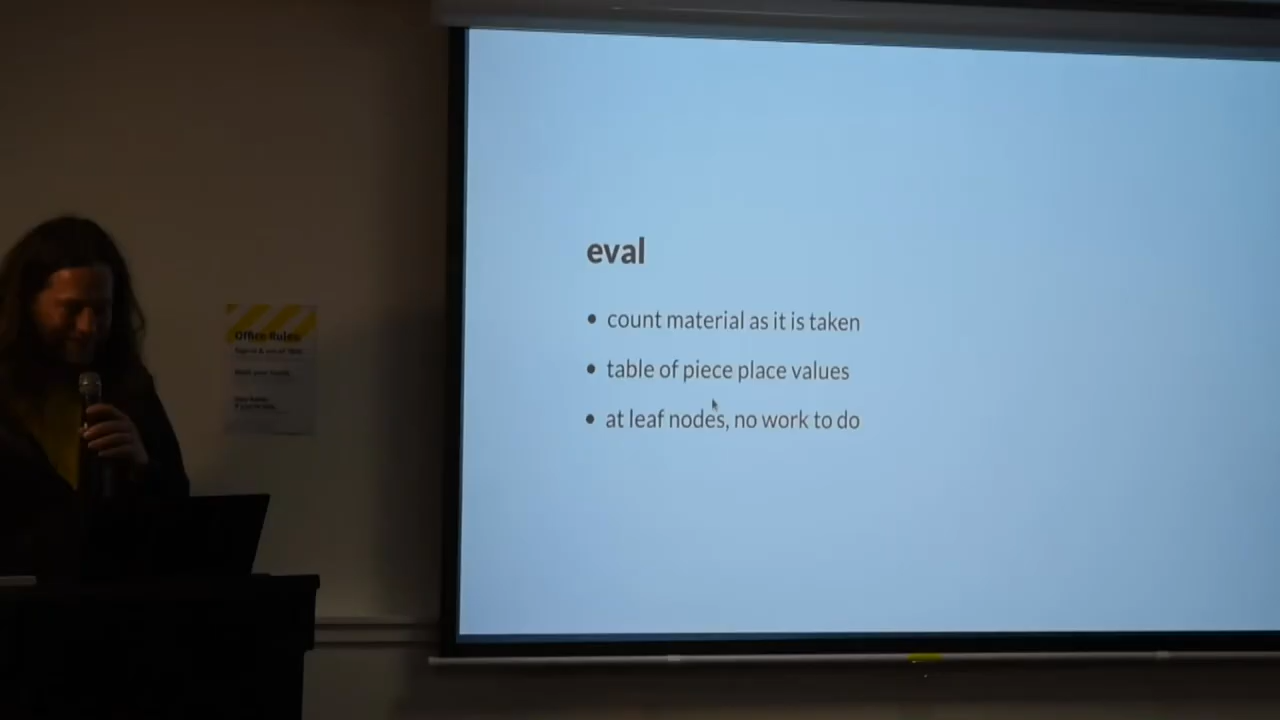 eval
• count material as it is taken
• table of piece place values
• at leaf nodes, no work to do
Office Rules